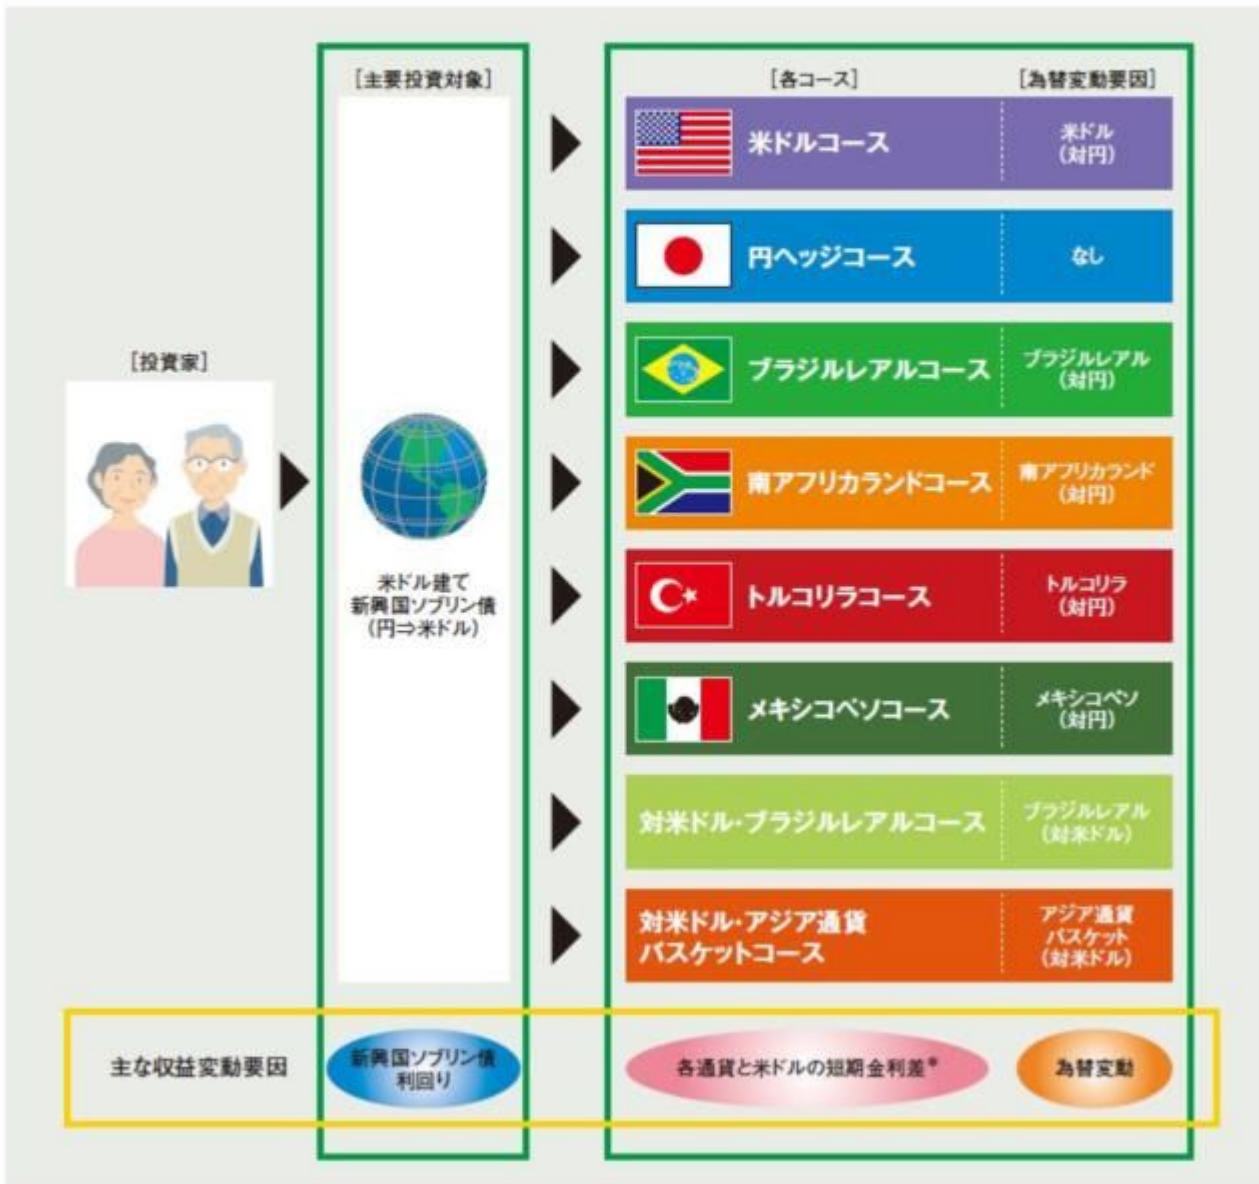 [主要投資対象]
[各コース]
[為替変動要因]
米ドルコース
米ドル
(対円)
円ヘッジコース
なし
ブラジルレアルコース
ブラジルレアル
(対円)
[投資家]
南アフリカランドコース
南アフリカランド
(対円)
米ドル建て
新興国ソブリン債
(円⇒米ドル)
トルコリラコース
トルコリラ
(対円)
メキシコペソコース
メキシコペソ
(対円)
対米ドル・ブラジルレアルコース
ブラジルレアル
(対米ドル)
対米ドル・アジア通貨
バスケットコース
アジア通貨
バスケット
(対米ドル)
主な収益変動要因
新興国ソブリン債
利回り
各通貨と米ドルの短期金利差*
為替変動